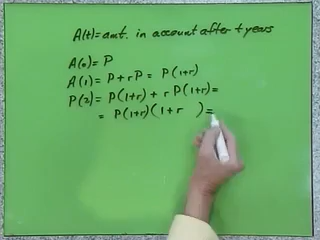 A(t)=amt. in account after t years
A(0)=P
A(1)=P+rP=P(1+r)
P(2)=P(1+r)+rP(1+r)=
=P(1+r)(1+r )=